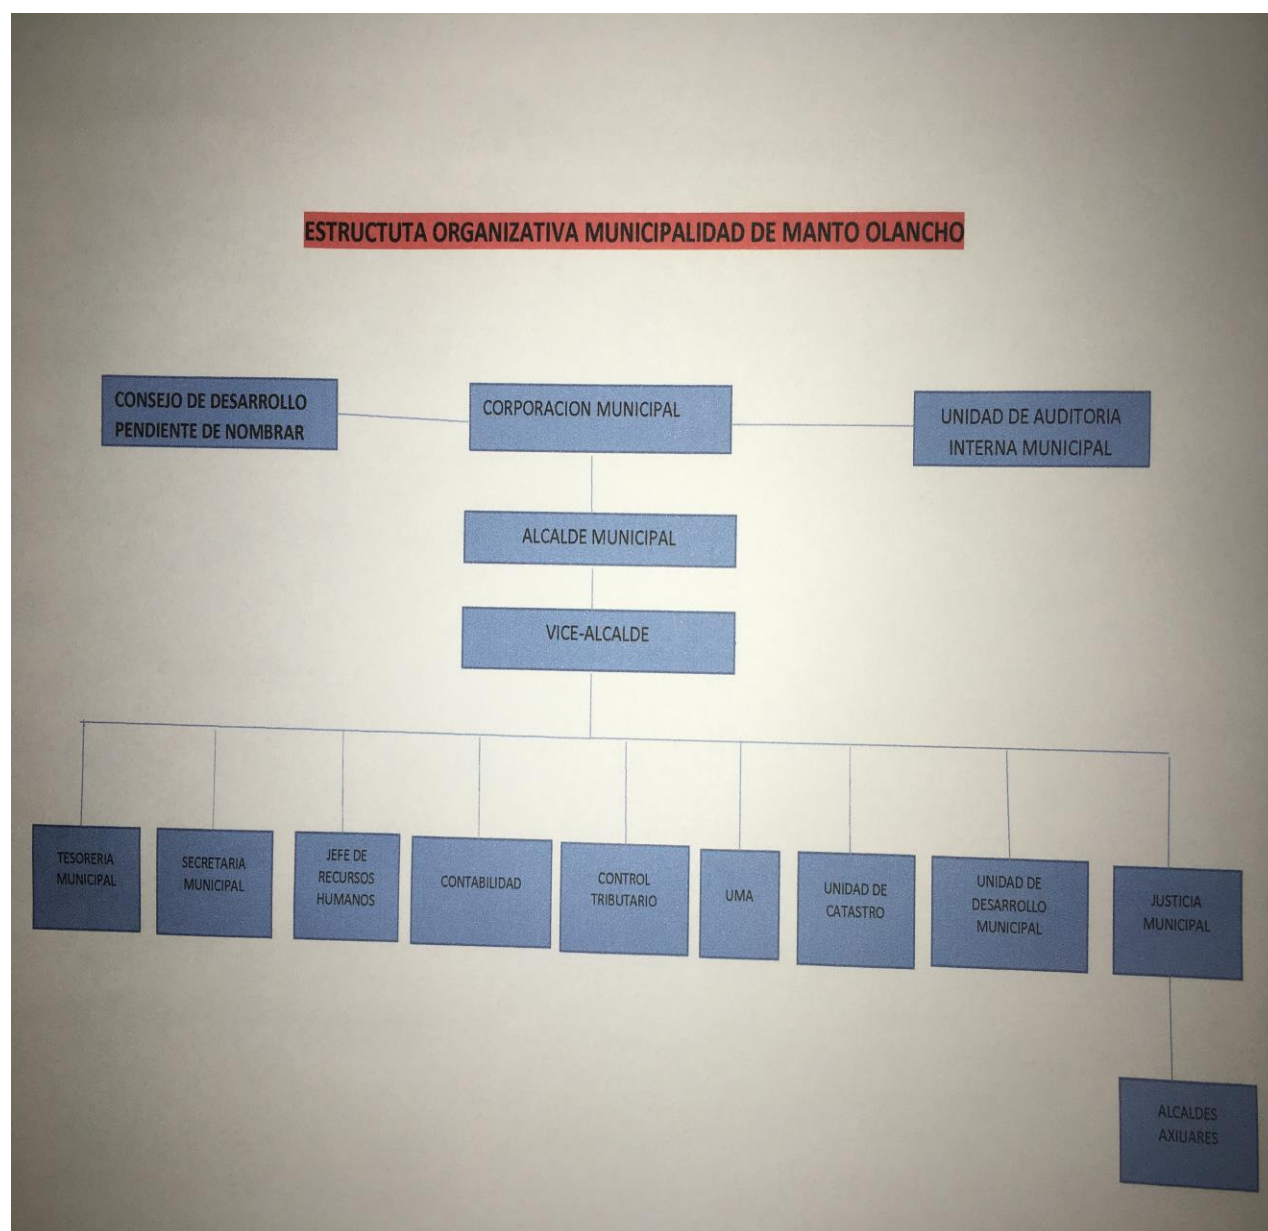 ESTRUCTUTA ORGANIZATIVA MUNICIPALIDAD DE MANTO OLANCHO
CONSEJO DE DESARROLLO
PENDIENTE DE NOMBRAR
CORPORACION MUNICIPAL
UNIDAD DE AUDITORIA
INTERNA MUNICIPAL
ALCALDE MUNICIPAL
VICE-ALCALDE
TESORERIA
MUNICIPAL
SECRETARIA
MUNICIPAL
JEFE DE
RECURSOS
HUMANOS
CONTABILIDAD
CONTROL
TRIBUTARIO
UMA
UNIDAD DE
CATASTRO
UNIDAD DE
DESARROLLO
MUNICIPAL
JUSTICIA
MUNICIPAL
ALCALDES
AXILIARES